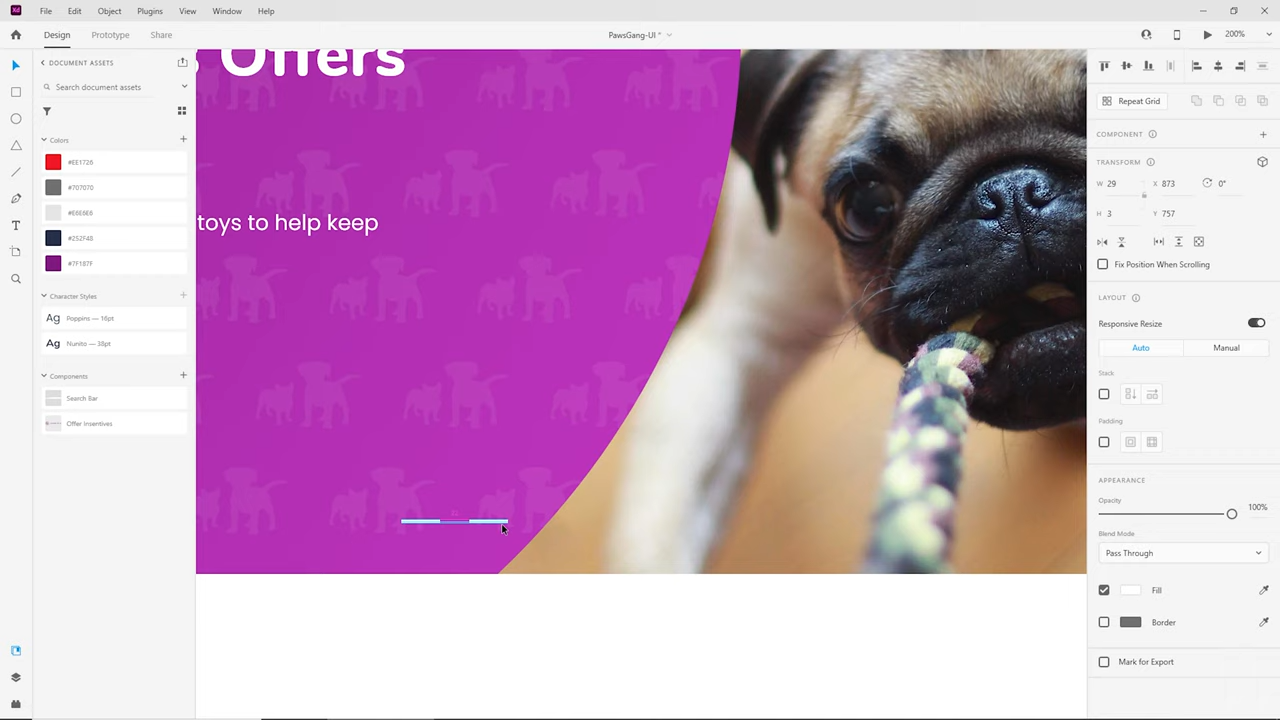 Xd File Edit Object Plugins View Window Help
Design Prototype Share
PawsGang-UI *
200%
DOCUMENT ASSETS
Search document assets
Colors
#EE1726
#707070
#E6E6E6
#252F48
#7F187F
Character Styles
Ag Poppins — 16pt
Ag Nunito — 38pt
Components
Search Bar
Offer Insentives
Offers
toys to help keep
Repeat Grid
COMPONENT
TRANSFORM
W 29 X 873 0°
H 3 Y 757
Fix Position When Scrolling
LAYOUT
Responsive Resize
Auto Manual
Stack
Padding
APPEARANCE
Opacity
100%
Blend Mode
Pass Through
Fill
Border
Mark for Export